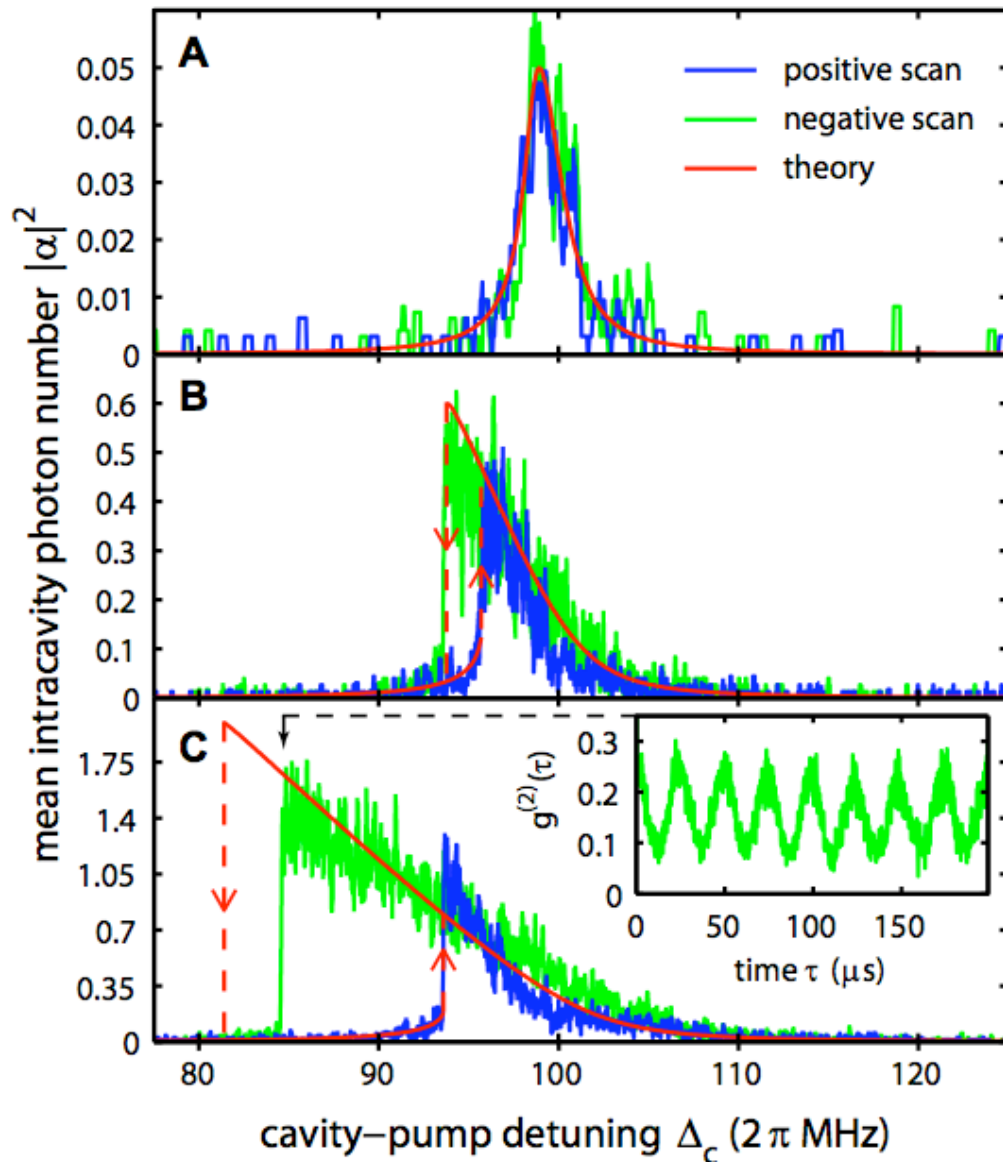 A
positive scan
negative scan
theory
0.05
0.04
0.03
0.02
0.01
0
B
0.6
0.5
0.4
0.3
0.2
0.1
0
C
1.75
1.4
1.05
0.7
0.35
0
mean intracavity photon number |α|²
g⁽²⁾(τ)
0.3
0.2
0.1
0
0 50 100 150
time τ (μs)
80 90 100 110 120
cavity–pump detuning Δc (2 π MHz)